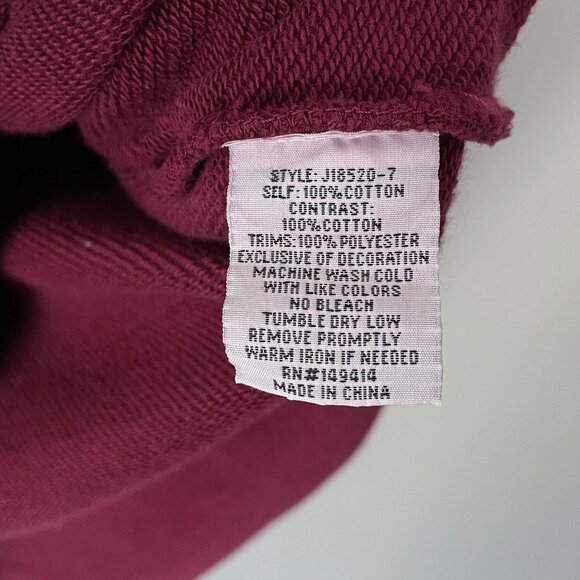 STYLE: J18520-7
SELF: 100% COTTON
CONTRAST:
100% COTTON
TRIMS: 100% POLYESTER
EXCLUSIVE OF DECORATION
MACHINE WASH COLD
WITH LIKE COLORS
NO BLEACH
TUMBLE DRY LOW
REMOVE PROMPTLY
WARM IRON IF NEEDED
RN#149414
MADE IN CHINA